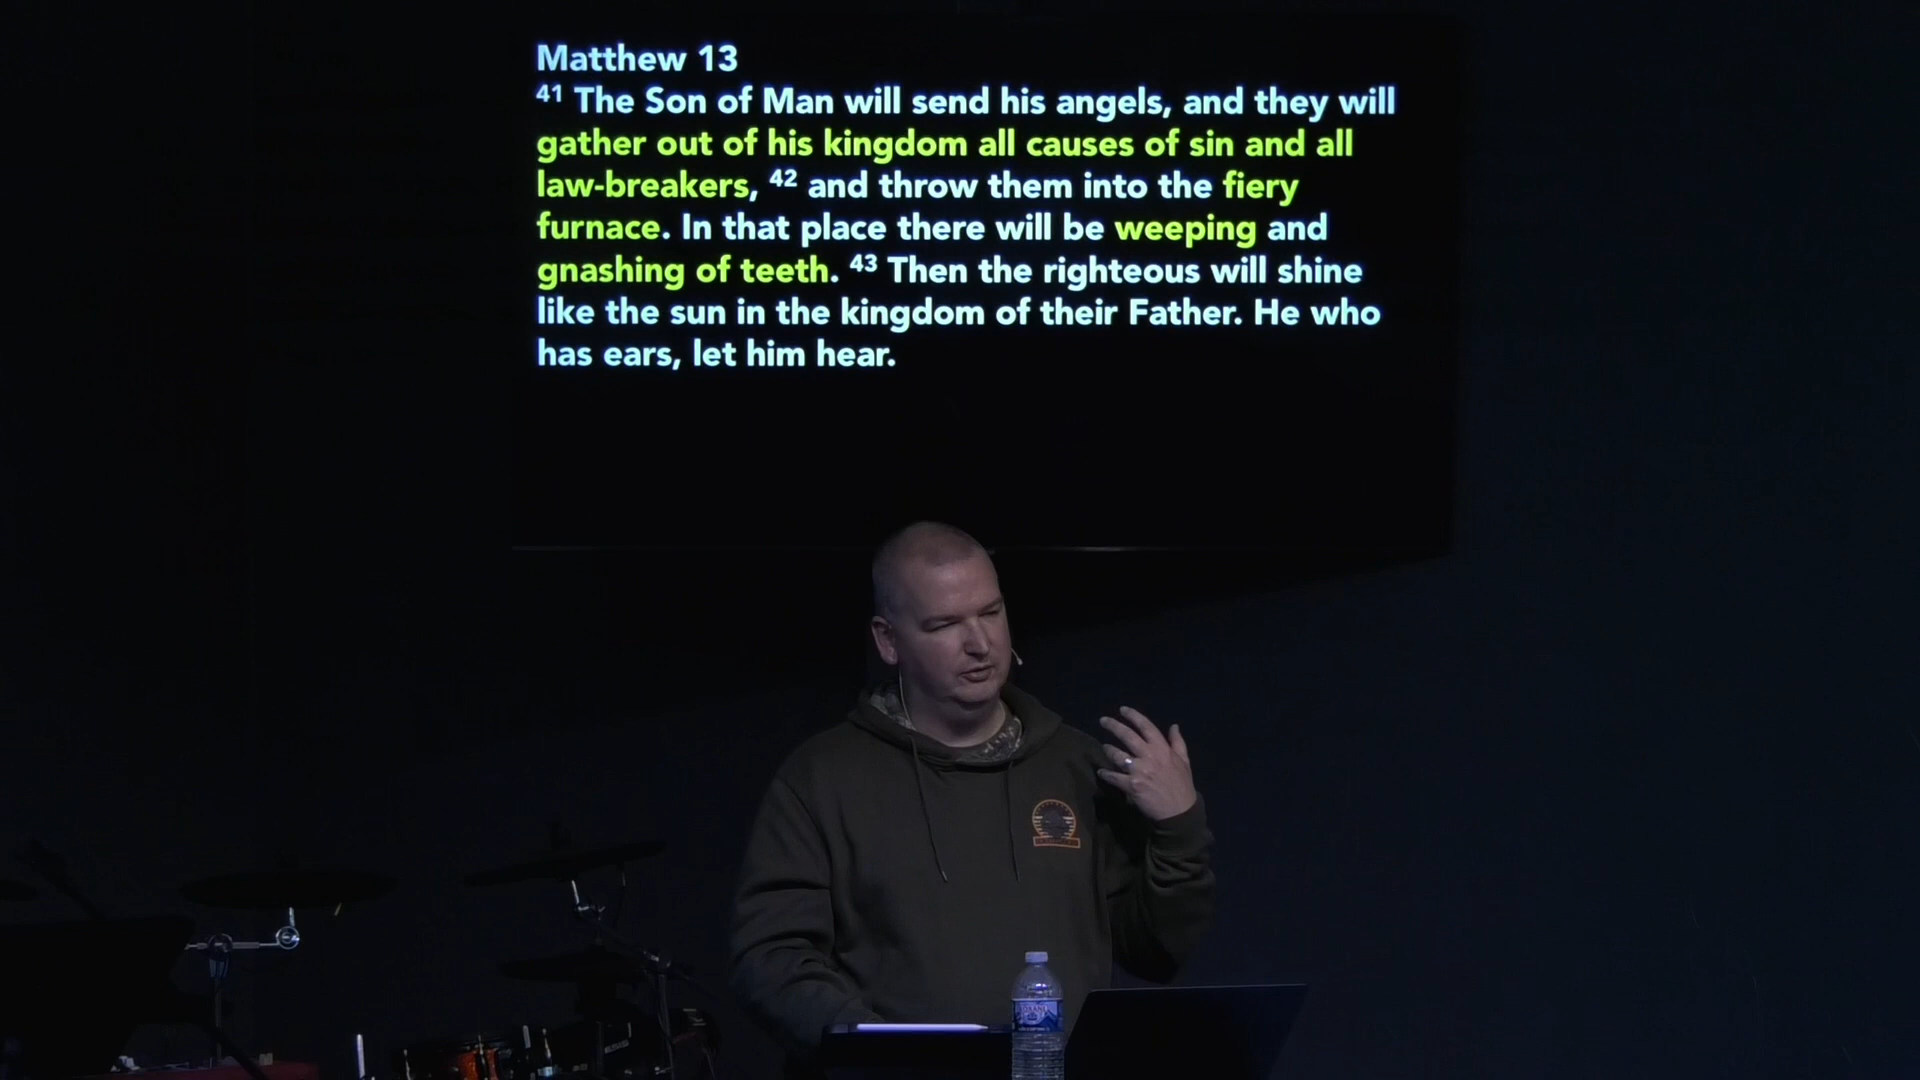 Matthew 13
41 The Son of Man will send his angels, and they will
gather out of his kingdom all causes of sin and all
law-breakers, 42 and throw them into the fiery
furnace. In that place there will be weeping and
gnashing of teeth. 43 Then the righteous will shine
like the sun in the kingdom of their Father. He who
has ears, let him hear.